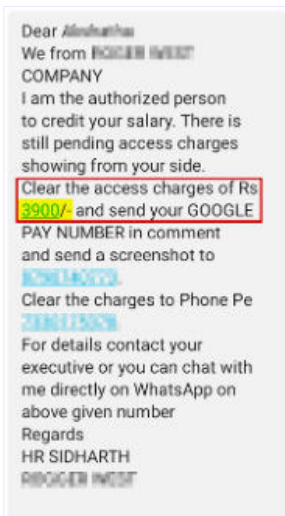 Dear
We from
COMPANY
I am the authorized person
to credit your salary. There is
still pending access charges
showing from your side.
Clear the access charges of Rs
3900/- and send your GOOGLE
PAY NUMBER in comment
and send a screenshot to
Clear the charges to Phone Pe
For details contact your
executive or you can chat with
me directly on WhatsApp on
above given number
Regards
HR SIDHARTH